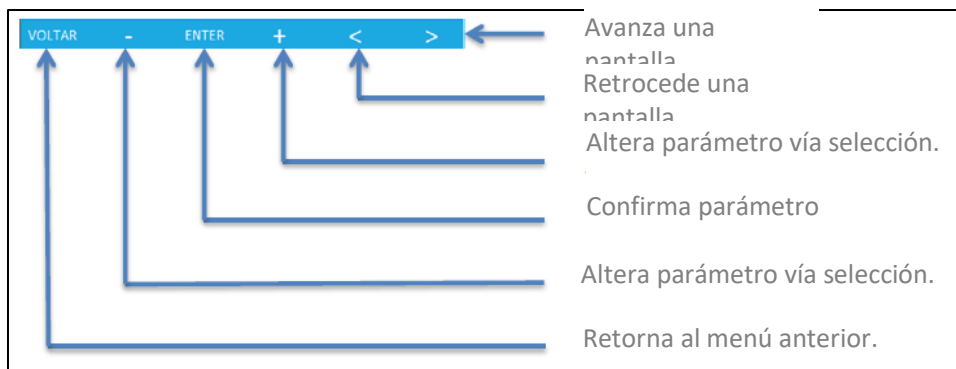 VOLTAR - ENTER + < >
Avanza una
pantalla
Retrocede una
pantalla
Altera parámetro vía selección.
Confirma parámetro
Altera parámetro vía selección.
Retorna al menú anterior.